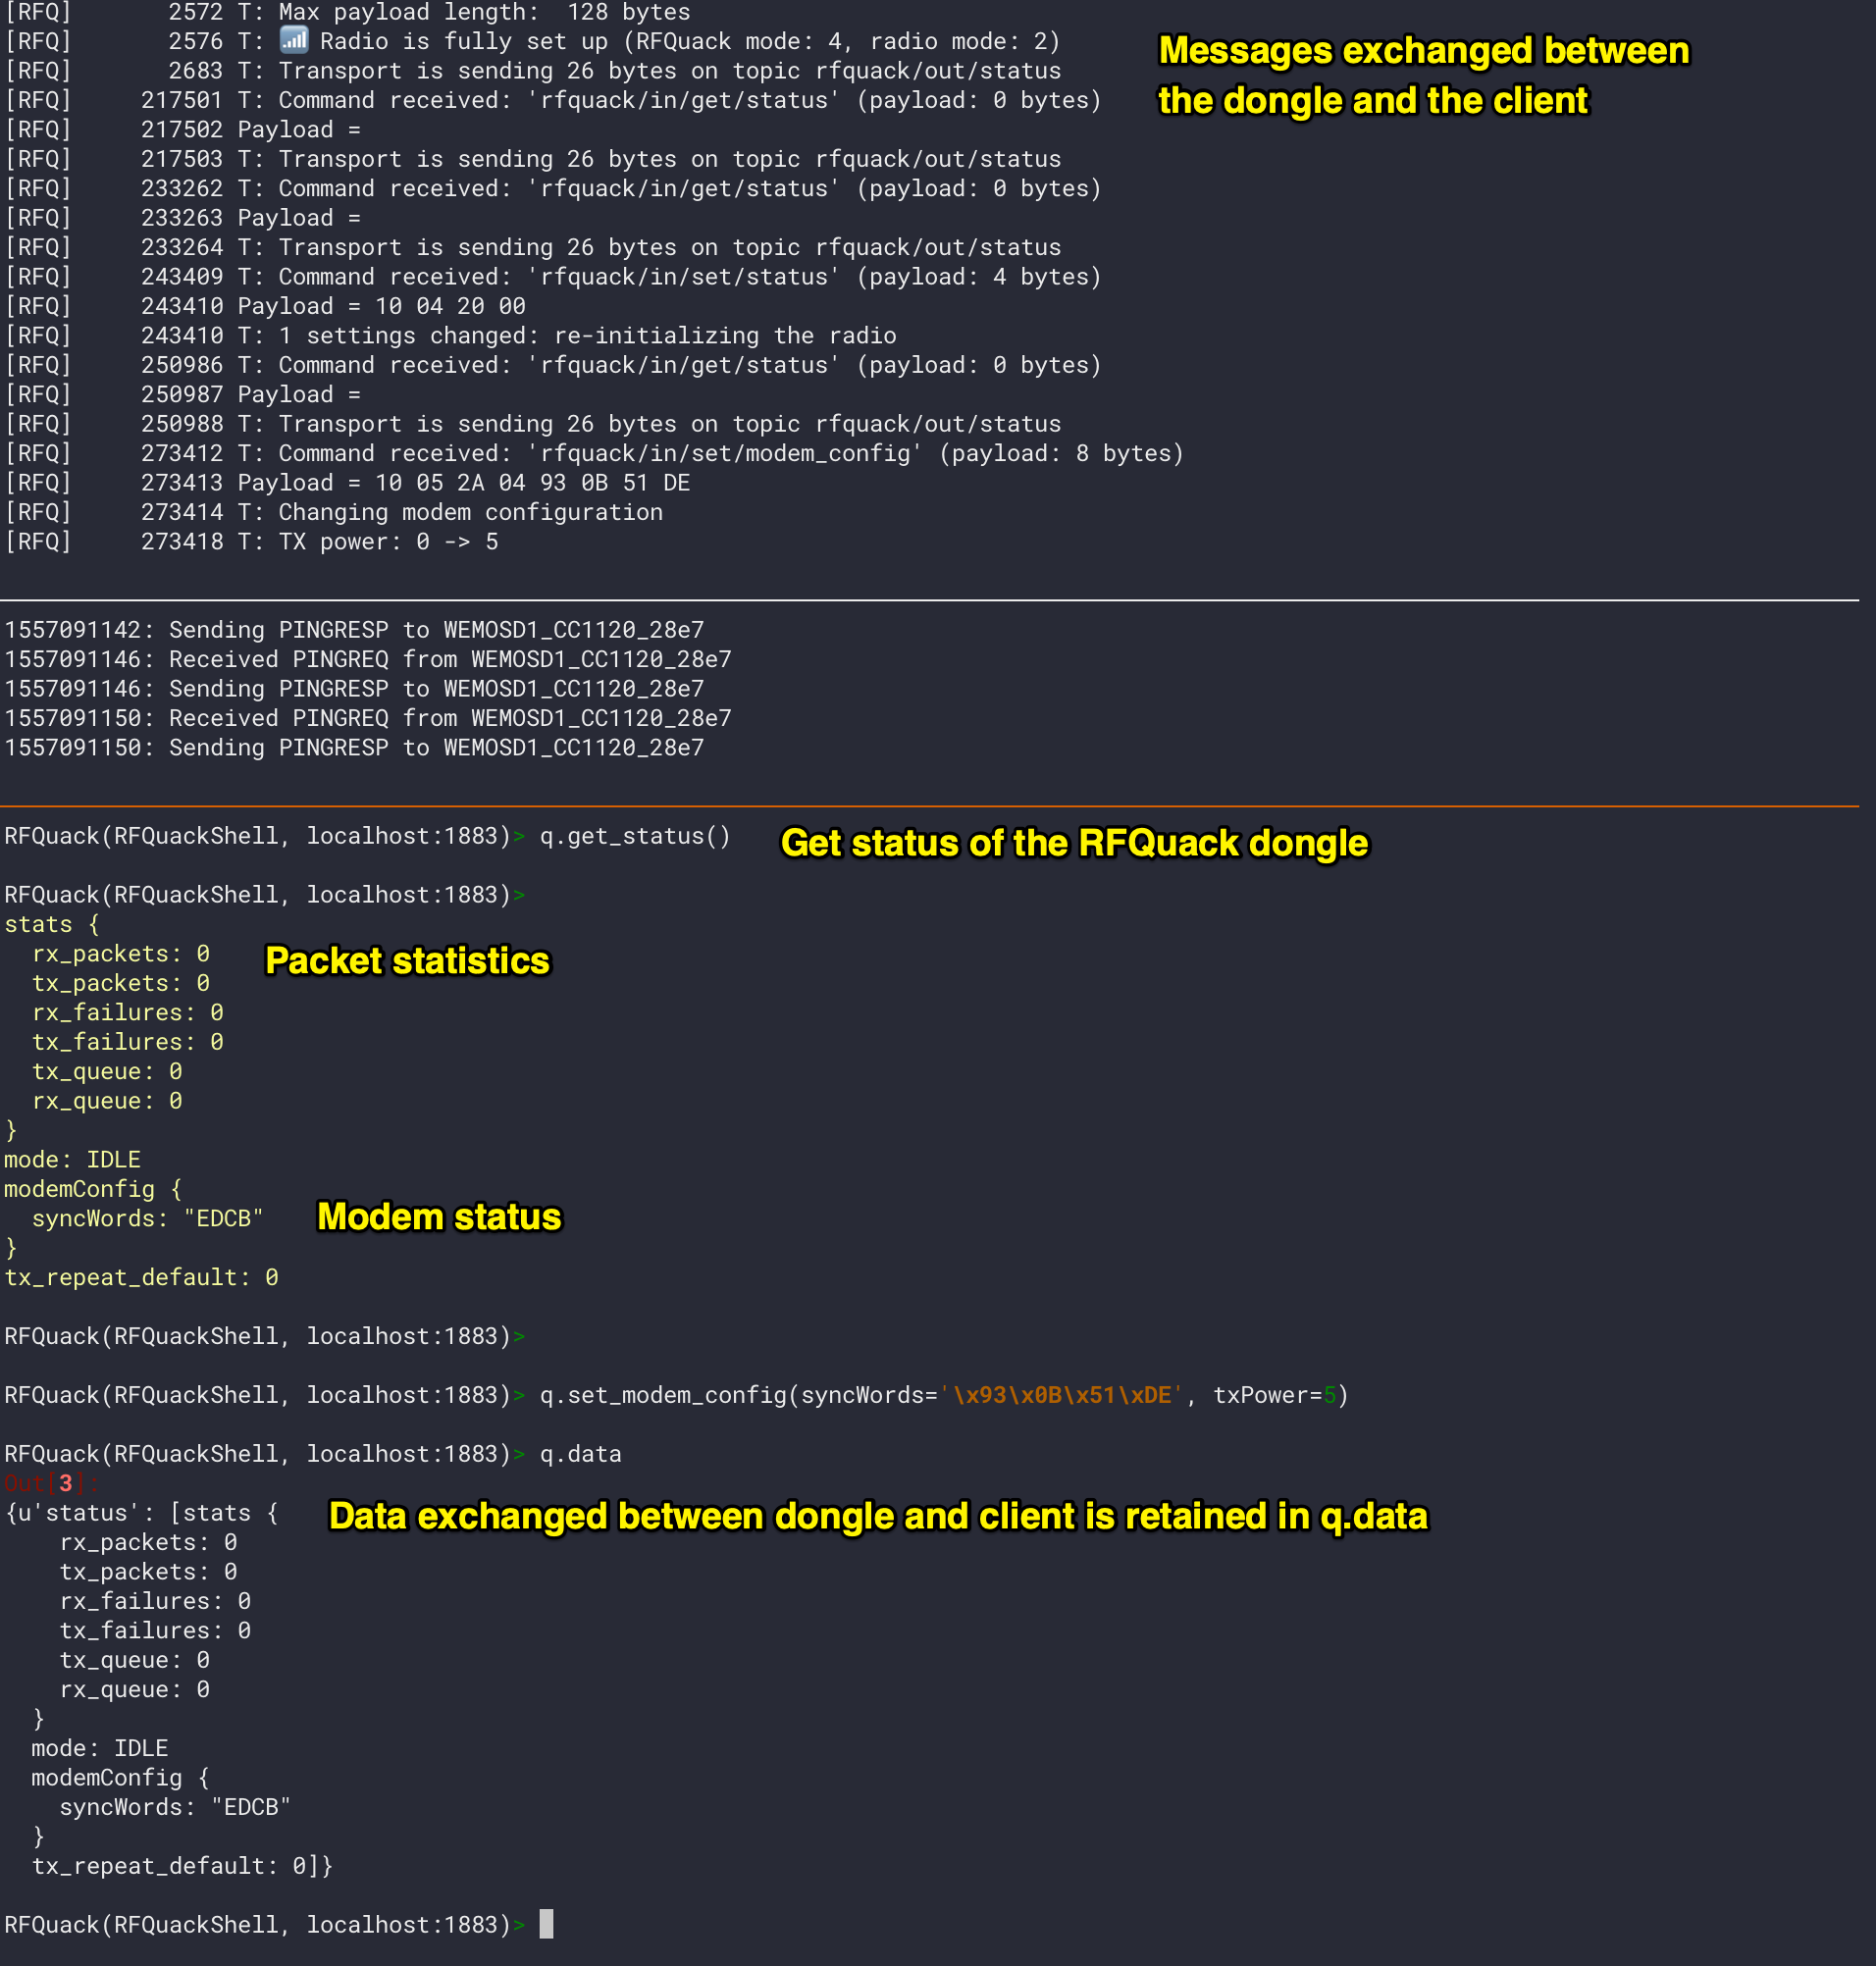 [RFQ]       2572 T: Max payload length:  128 bytes
[RFQ]       2576 T: 📶 Radio is fully set up (RFQuack mode: 4, radio mode: 2)
Messages exchanged between
[RFQ]       2683 T: Transport is sending 26 bytes on topic rfquack/out/status
[RFQ]     217501 T: Command received: 'rfquack/in/get/status' (payload: 0 bytes)
the dongle and the client
[RFQ]     217502 Payload =
[RFQ]     217503 T: Transport is sending 26 bytes on topic rfquack/out/status
[RFQ]     233262 T: Command received: 'rfquack/in/get/status' (payload: 0 bytes)
[RFQ]     233263 Payload =
[RFQ]     233264 T: Transport is sending 26 bytes on topic rfquack/out/status
[RFQ]     243409 T: Command received: 'rfquack/in/set/status' (payload: 4 bytes)
[RFQ]     243410 Payload = 10 04 20 00
[RFQ]     243410 T: 1 settings changed: re-initializing the radio
[RFQ]     250986 T: Command received: 'rfquack/in/get/status' (payload: 0 bytes)
[RFQ]     250987 Payload =
[RFQ]     250988 T: Transport is sending 26 bytes on topic rfquack/out/status
[RFQ]     273412 T: Command received: 'rfquack/in/set/modem_config' (payload: 8 bytes)
[RFQ]     273413 Payload = 10 05 2A 04 93 0B 51 DE
[RFQ]     273414 T: Changing modem configuration
[RFQ]     273418 T: TX power: 0 -> 5
1557091142: Sending PINGRESP to WEMOSD1_CC1120_28e7
1557091146: Received PINGREQ from WEMOSD1_CC1120_28e7
1557091146: Sending PINGRESP to WEMOSD1_CC1120_28e7
1557091150: Received PINGREQ from WEMOSD1_CC1120_28e7
1557091150: Sending PINGRESP to WEMOSD1_CC1120_28e7
RFQuack(RFQuackShell, localhost:1883)> q.get_status()
Get status of the RFQuack dongle
RFQuack(RFQuackShell, localhost:1883)>
stats {
  rx_packets: 0
Packet statistics
  tx_packets: 0
  rx_failures: 0
  tx_failures: 0
  tx_queue: 0
  rx_queue: 0
}
mode: IDLE
modemConfig {
  syncWords: "EDCB"
Modem status
}
tx_repeat_default: 0
RFQuack(RFQuackShell, localhost:1883)>
RFQuack(RFQuackShell, localhost:1883)> q.set_modem_config(syncWords='\x93\x0B\x51\xDE', txPower=5)
RFQuack(RFQuackShell, localhost:1883)> q.data
Out[3]:
{u'status': [stats {
Data exchanged between dongle and client is retained in q.data
    rx_packets: 0
    tx_packets: 0
    rx_failures: 0
    tx_failures: 0
    tx_queue: 0
    rx_queue: 0
  }
  mode: IDLE
  modemConfig {
    syncWords: "EDCB"
  }
  tx_repeat_default: 0]}
RFQuack(RFQuackShell, localhost:1883)>